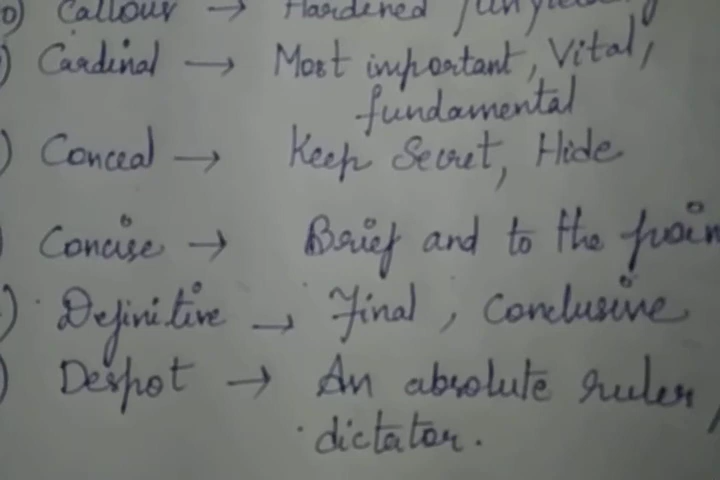 Callous → Hardened /
) Cardinal → Most important, Vital,
fundamental
) Conceal → Keep Secret, Hide
Concise → Brief and to the poin
) Definitive → Final, Conclusive
) Despot → An absolute ruler,
dictator.